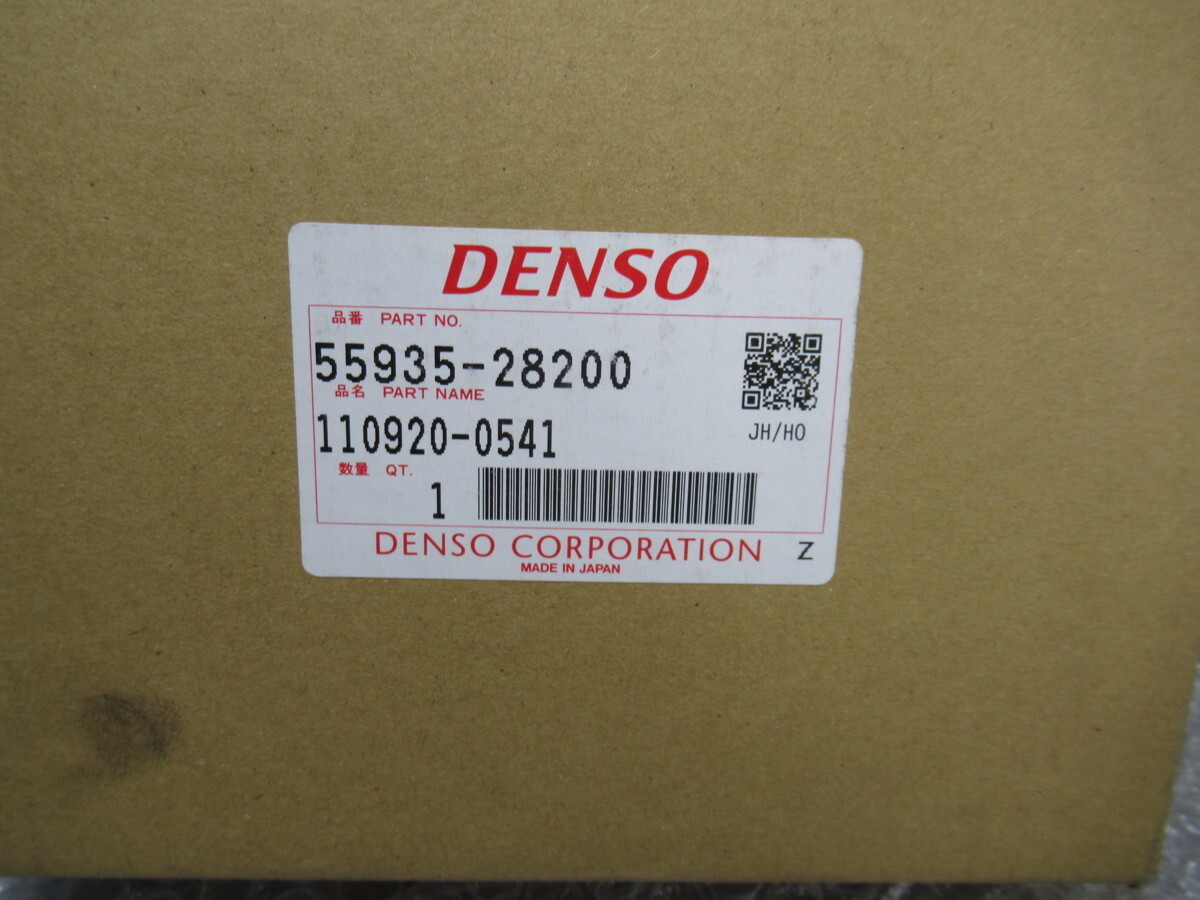 DENSO
品番 PART NO.
55935-28200
品名 PART NAME
110920-0541
JH/HO
数量 QT.
1
DENSO CORPORATION Z
MADE IN JAPAN